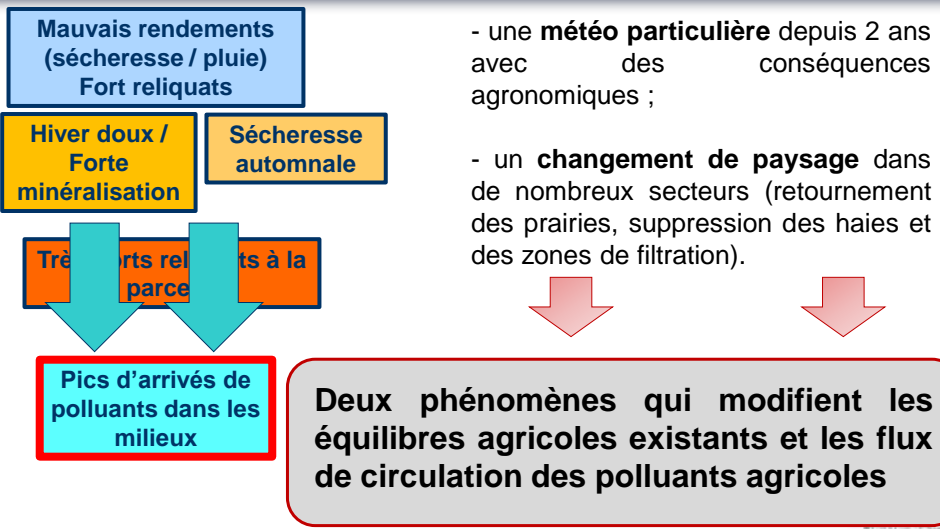 Mauvais rendements
(sécheresse / pluie)
Fort reliquats
Hiver doux /
Forte
minéralisation
Sécheresse
automnale
à la
Pics d’arrivés de
polluants dans les
milieux
- une météo particulière depuis 2 ans
avec des conséquences
agronomiques ;
- un changement de paysage dans
de nombreux secteurs (retournement
des prairies, suppression des haies et
des zones de filtration).
Deux phénomènes qui modifient les
équilibres agricoles existants et les flux
de circulation des polluants agricoles